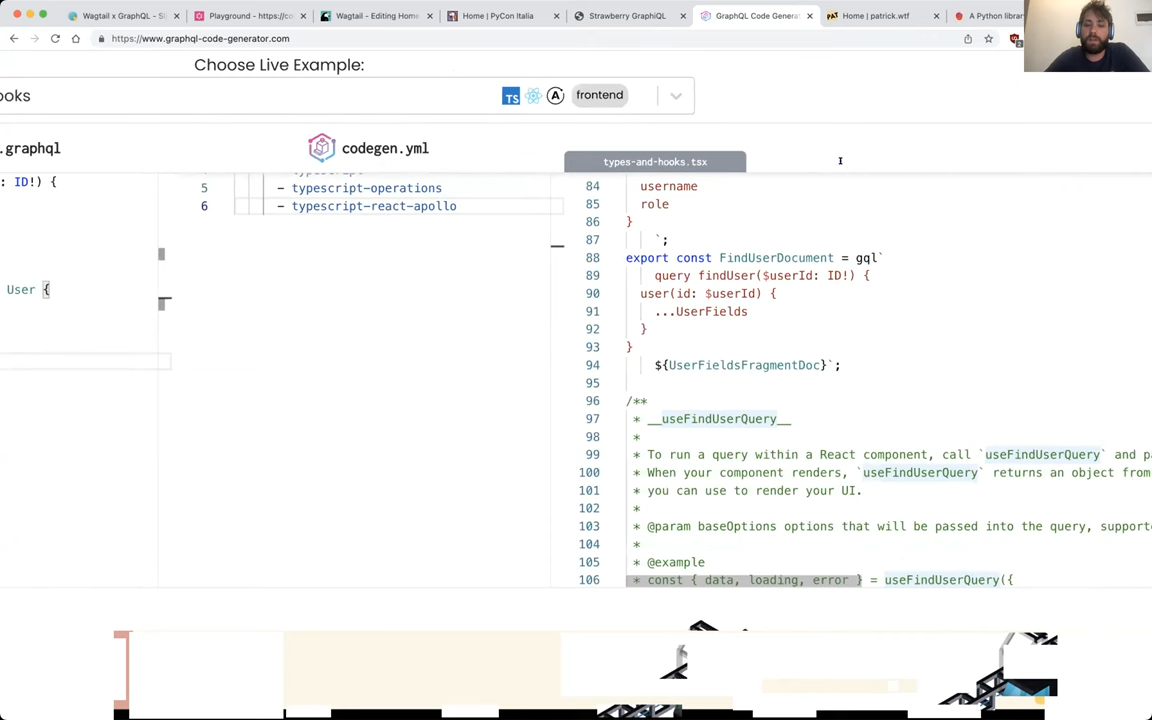 Wagtail x GraphQL - Sl
Playground - https://co
Wagtail - Editing Home
Home | PyCon Italia
Strawberry GraphiQL
GraphQL Code Generat
Home | patrick.wtf
A Python librar
https://www.graphql-code-generator.com
Choose Live Example:
ooks
TS
A
frontend
.graphql
codegen.yml
types-and-hooks.tsx
: ID!) {
User {
5 - typescript-operations
6 - typescript-react-apollo
84 username
85 role
86 }
87 `;
88 export const FindUserDocument = gql`
89 query findUser($userId: ID!) {
90 user(id: $userId) {
91 ...UserFields
92 }
93 }
94 ${UserFieldsFragmentDoc}`;
95
96 /**
97 * __useFindUserQuery__
98 *
99 * To run a query within a React component, call `useFindUserQuery` and pa
100 * When your component renders, `useFindUserQuery` returns an object from
101 * you can use to render your UI.
102 *
103 * @param baseOptions options that will be passed into the query, supporte
104 *
105 * @example
106 * const { data, loading, error } = useFindUserQuery({